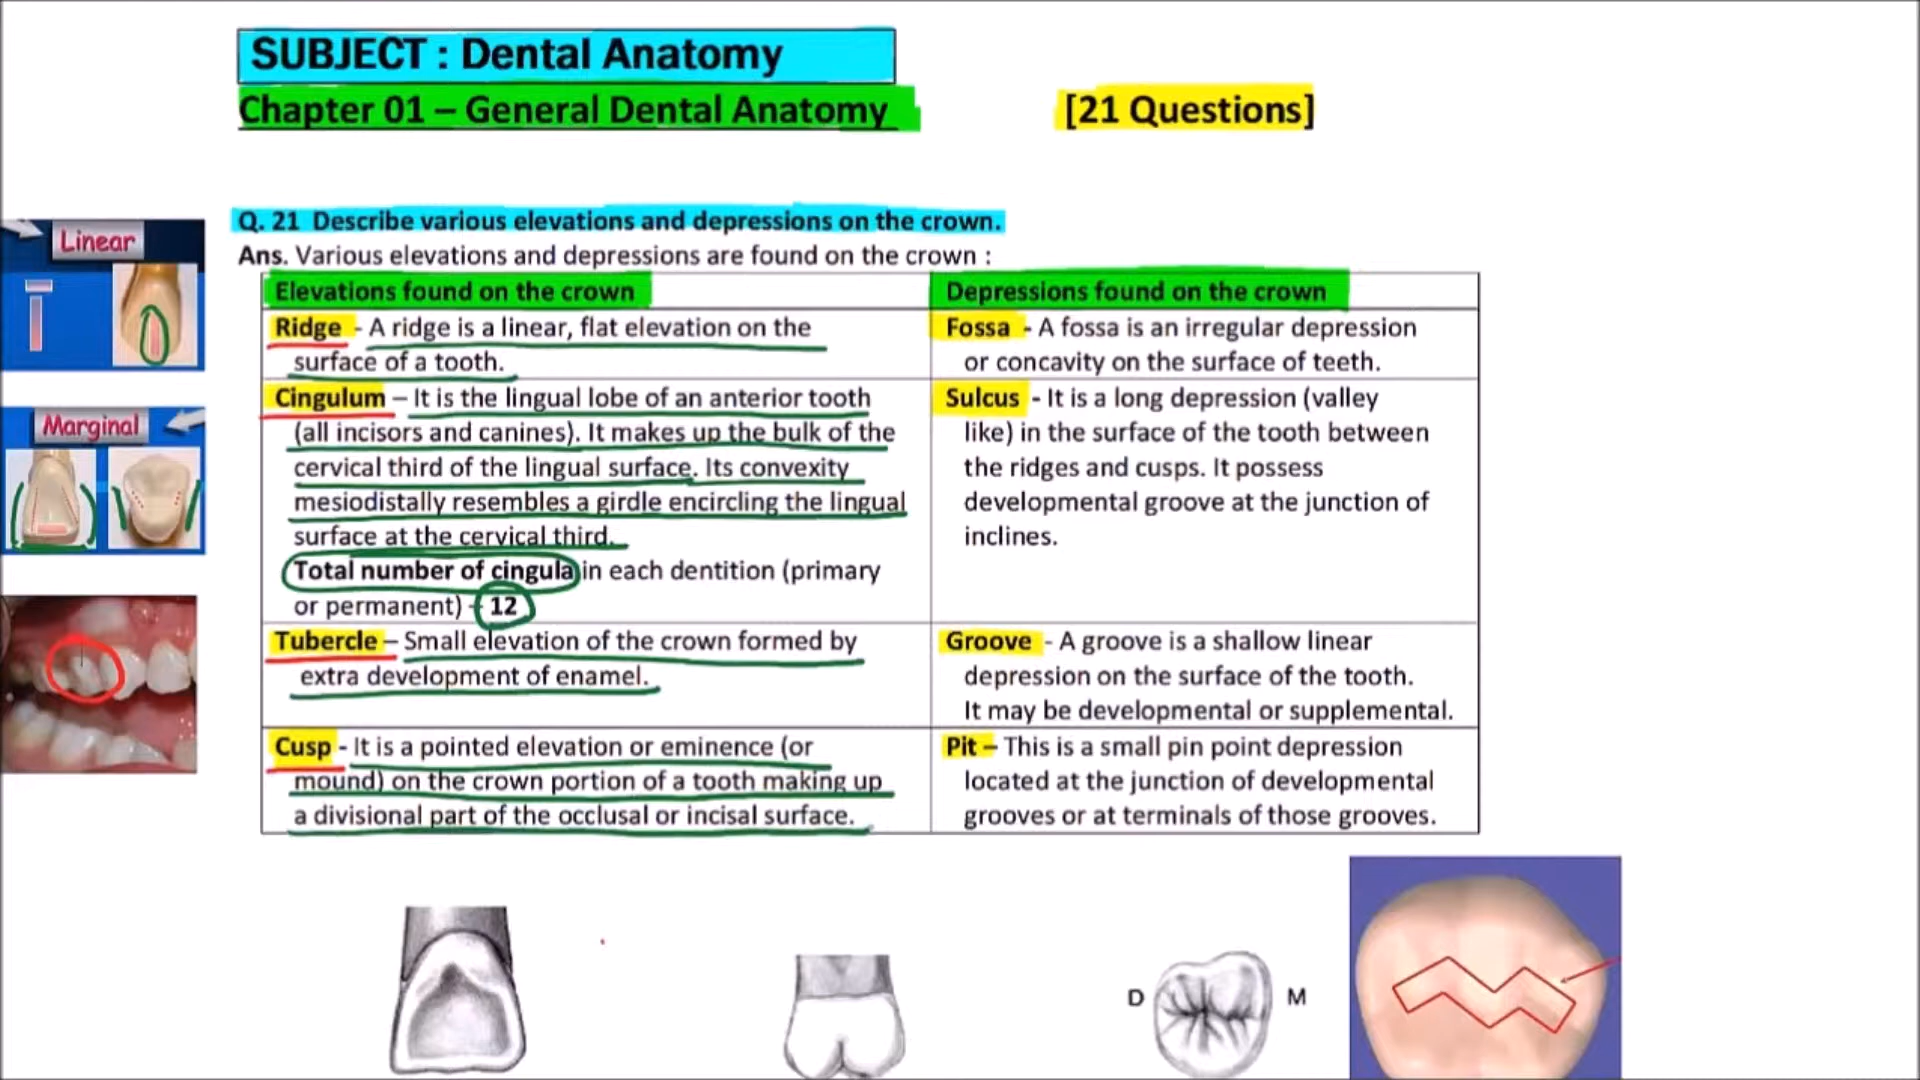 SUBJECT : Dental Anatomy
Chapter 01 – General Dental Anatomy [21 Questions]
Q. 21 Describe various elevations and depressions on the crown.
Ans. Various elevations and depressions are found on the crown :
Elevations found on the crown
Ridge - A ridge is a linear, flat elevation on the
surface of a tooth.
Cingulum – It is the lingual lobe of an anterior tooth
(all incisors and canines). It makes up the bulk of the
cervical third of the lingual surface. Its convexity
mesiodistally resembles a girdle encircling the lingual
surface at the cervical third.
Total number of cingula in each dentition (primary
or permanent) - 12
Tubercle – Small elevation of the crown formed by
extra development of enamel.
Cusp - It is a pointed elevation or eminence (or
mound) on the crown portion of a tooth making up
a divisional part of the occlusal or incisal surface.
Depressions found on the crown
Fossa - A fossa is an irregular depression
or concavity on the surface of teeth.
Sulcus - It is a long depression (valley
like) in the surface of the tooth between
the ridges and cusps. It possess
developmental groove at the junction of
inclines.
Groove - A groove is a shallow linear
depression on the surface of the tooth.
It may be developmental or supplemental.
Pit – This is a small pin point depression
located at the junction of developmental
grooves or at terminals of those grooves.
Linear
Marginal
D M